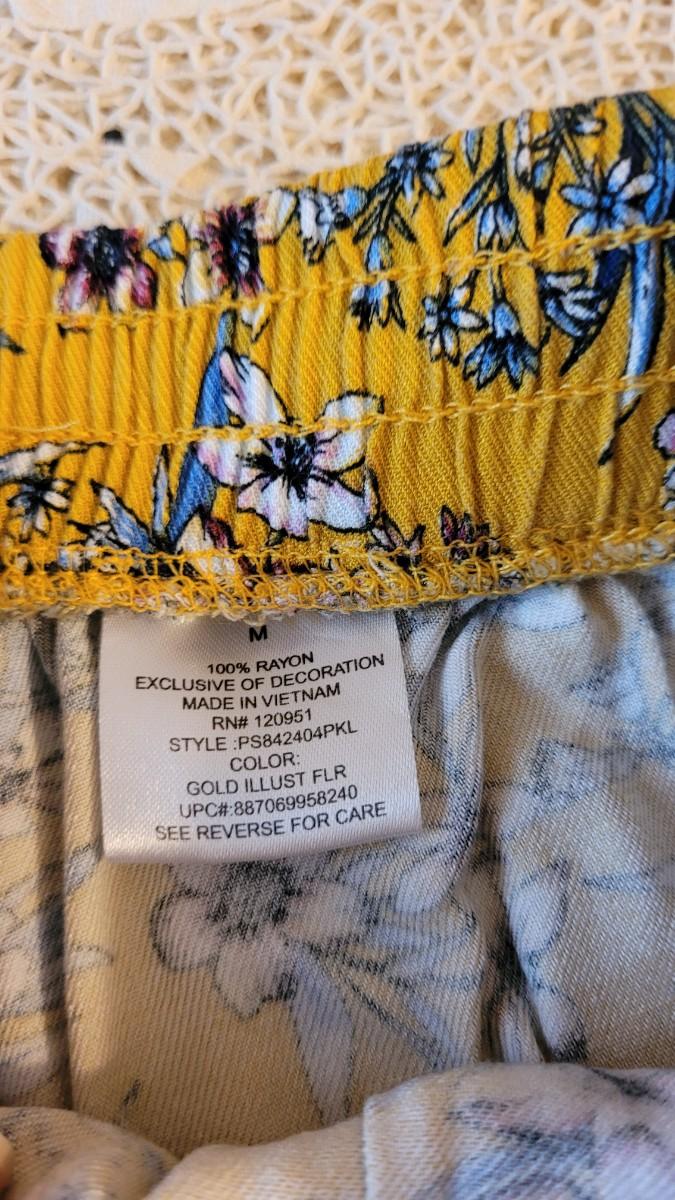 M
100% RAYON
EXCLUSIVE OF DECORATION
MADE IN VIETNAM
RN# 120951
STYLE :PS842404PKL
COLOR:
GOLD ILLUST FLR
UPC#:887069958240
SEE REVERSE FOR CARE